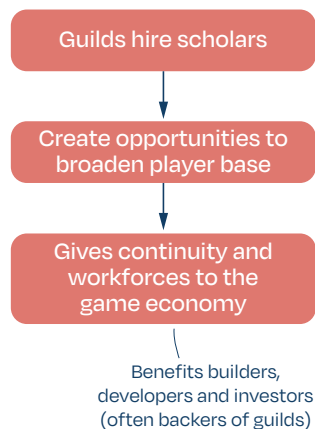 Guilds hire scholars
Create opportunities to
broaden player base
Gives continuity and
workforces to the
game economy
Benefits builders,
developers and investors
(often backers of guilds)